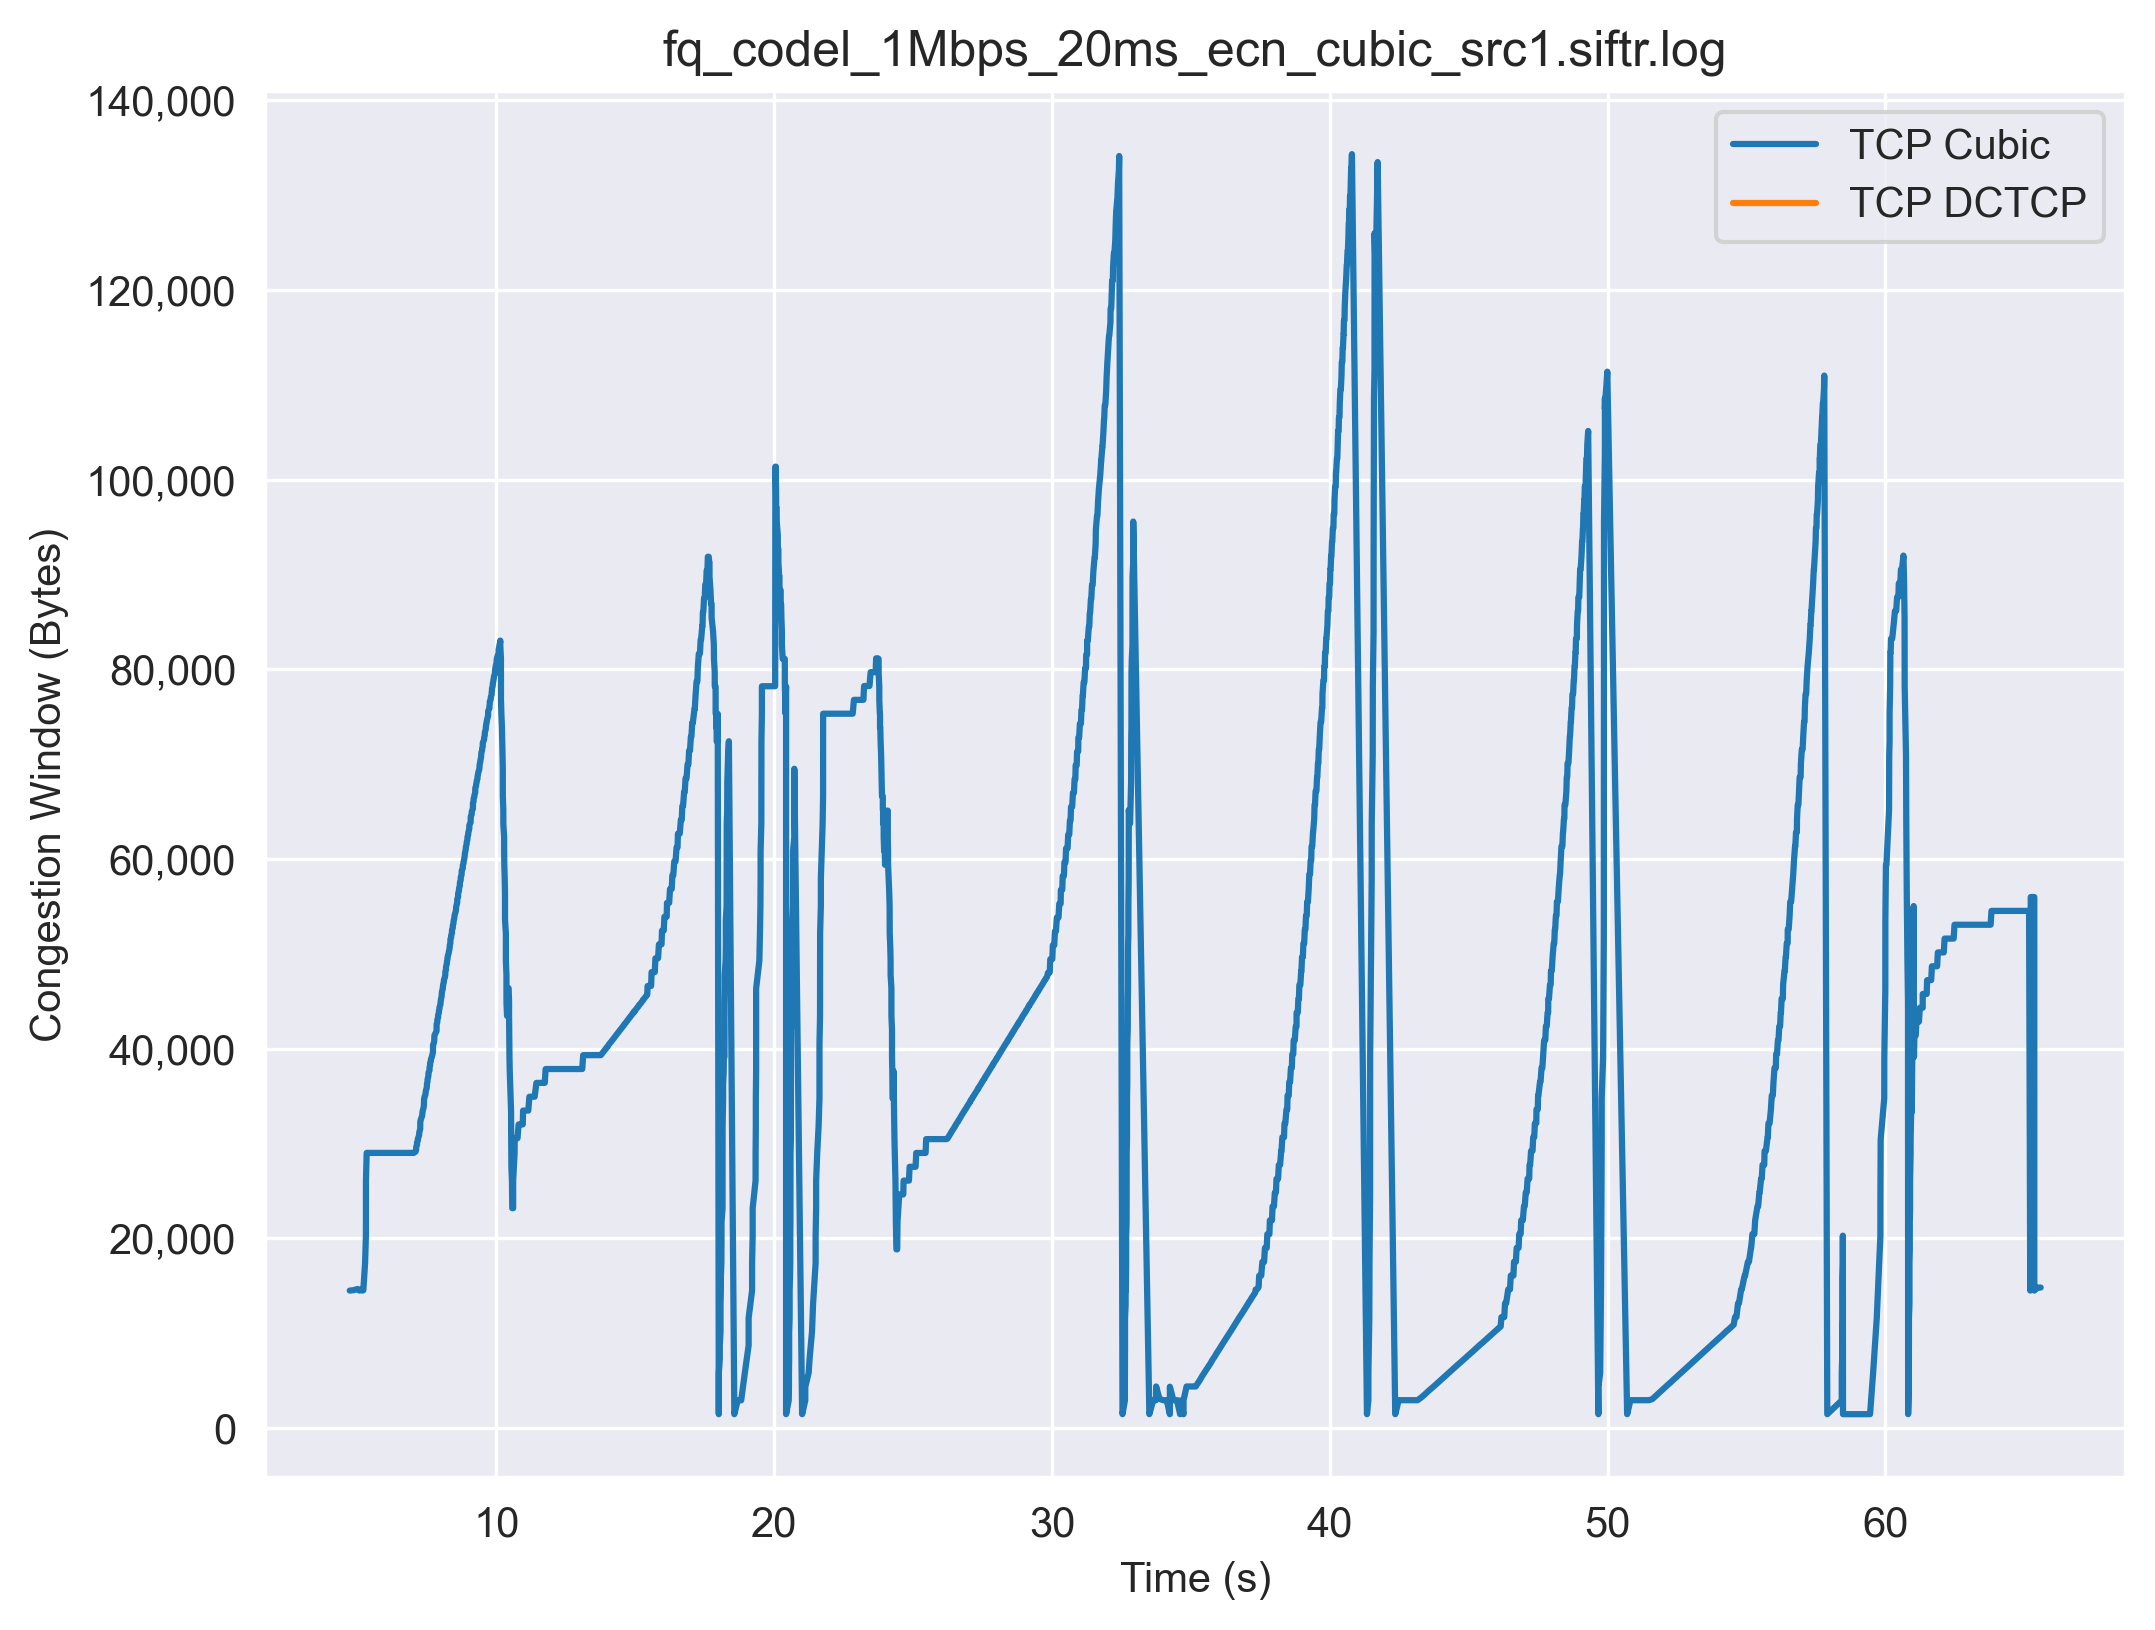 fq_codel_1Mbps_20ms_ecn_cubic_src1.siftr.log
TCP Cubic
TCP DCTCP
Congestion Window (Bytes)
140,000
120,000
100,000
80,000
60,000
40,000
20,000
0
10 20 30 40 50 60
Time (s)